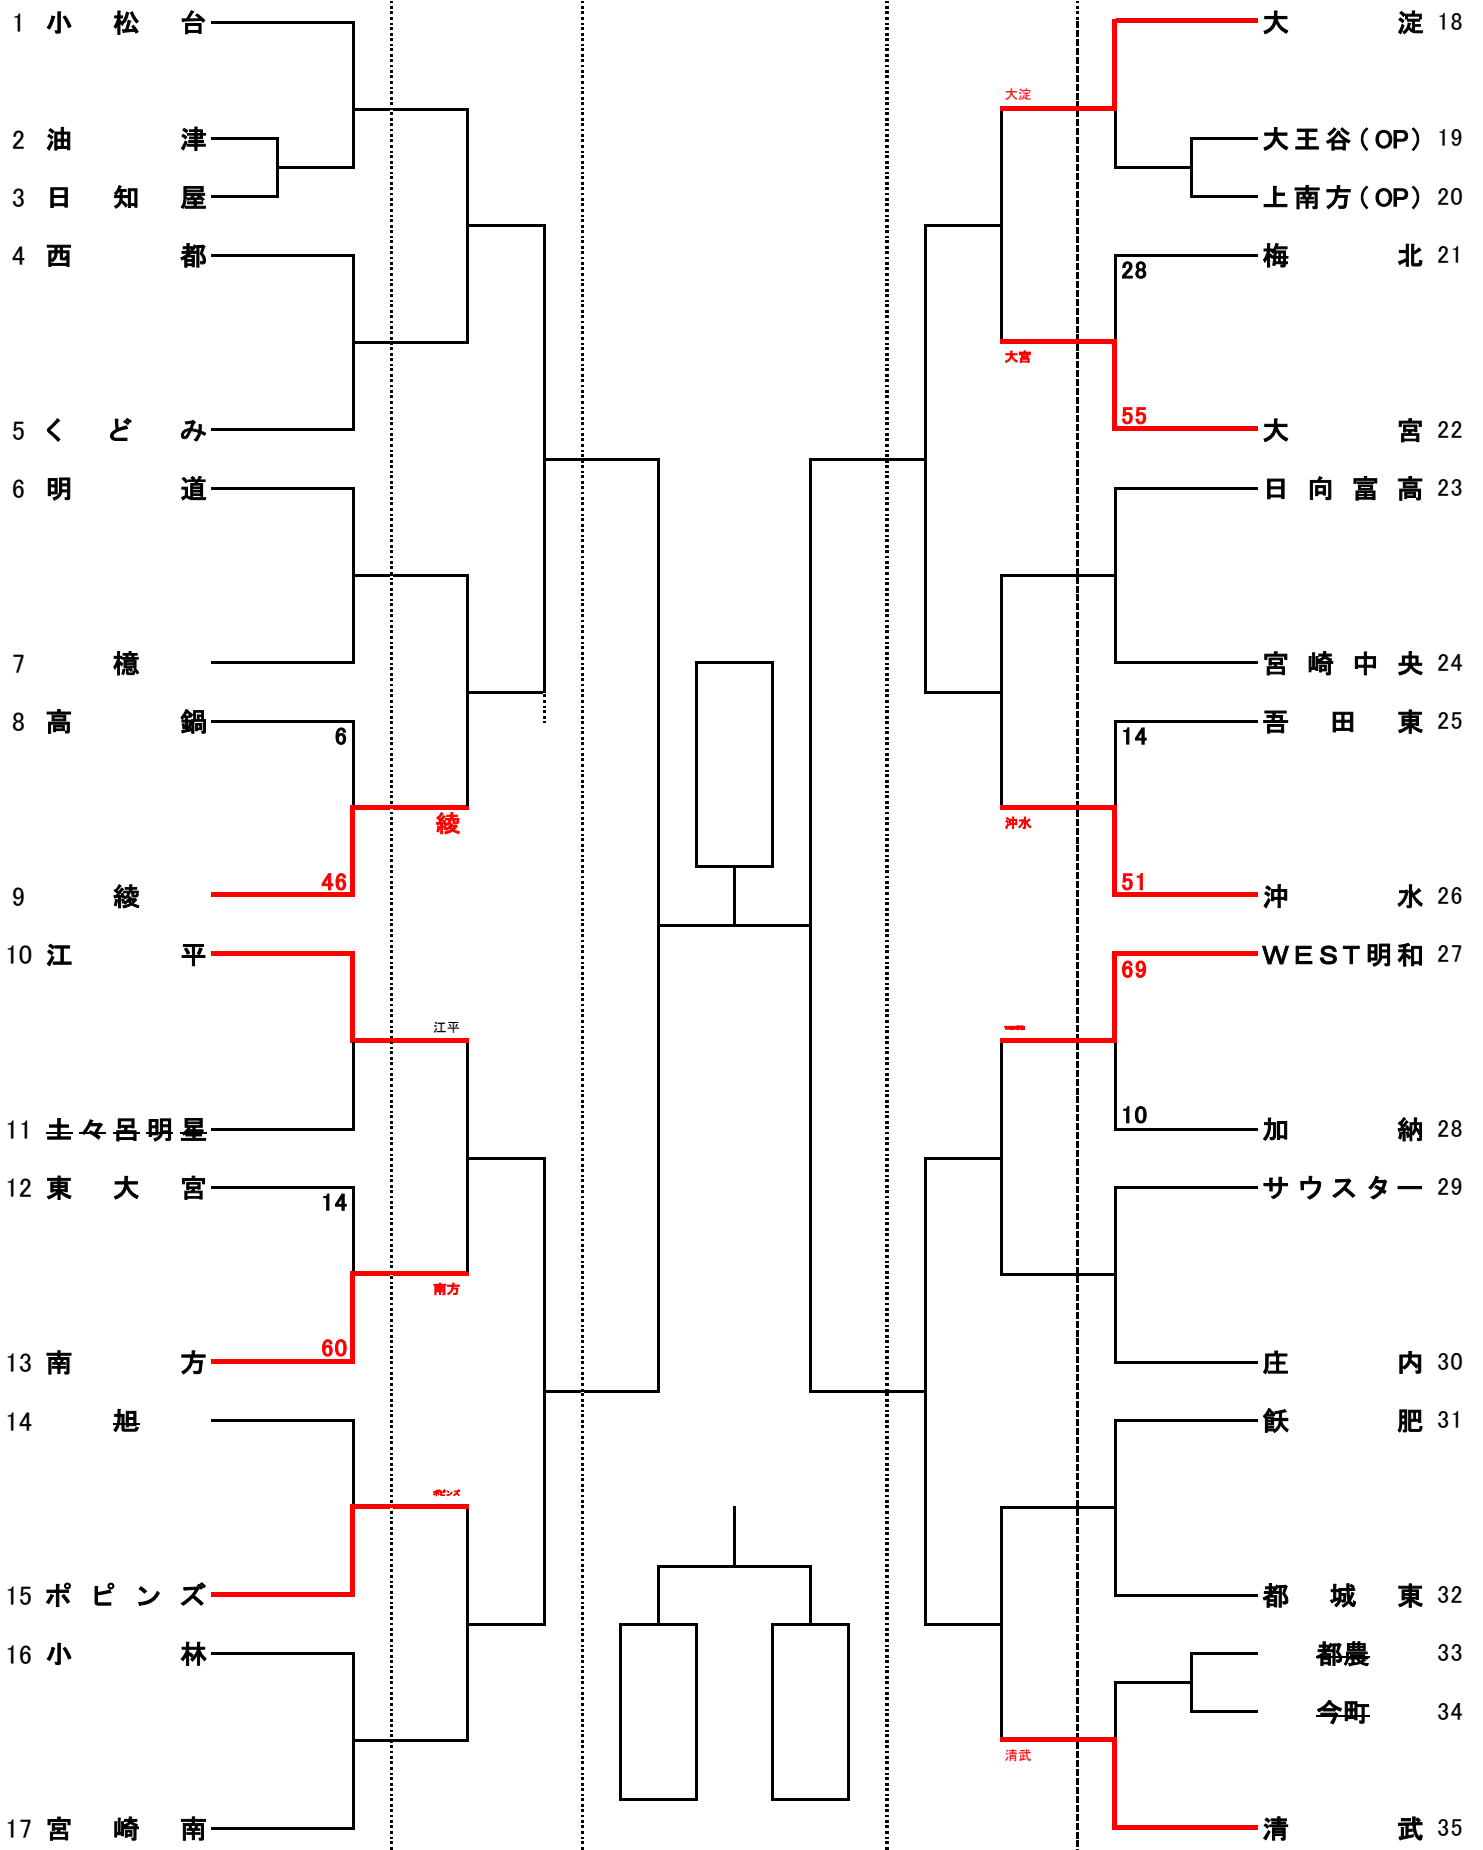 1 小松台
2 油津
3 日知屋
4 西都
5 くどみ
6 明道
7 檍
8 高鍋
6
46
9 綾
綾
10 江平
江平
11 土々呂明星
12 東大宮
14
南方
60
13 南方
14 旭
ポピンズ
15 ポピンズ
16 小林
17 宮崎南
大淀 18
大淀
大王谷(OP) 19
上南方(OP) 20
梅北 21
28
大宮
55
大宮 22
日向富高 23
宮崎中央 24
吾田東 25
14
沖水
51
沖水 26
WEST明和 27
69
10
加納 28
サウスター 29
庄内 30
飫肥 31
都城東 32
都農 33
今町 34
清武
清武 35